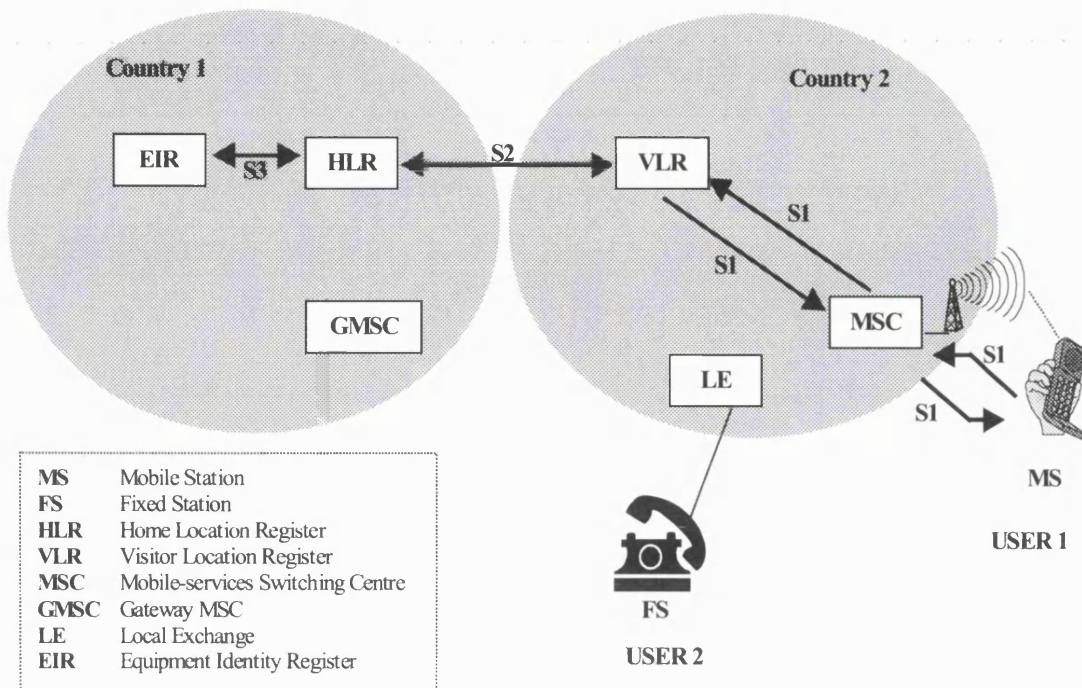 Country 1
Country 2
EIR
S3
HLR
S2
VLR
S1
S1
GMSC
MSC
LE
S1
S1
MS
USER 1
FS
USER 2
MS Mobile Station
FS Fixed Station
HLR Home Location Register
VLR Visitor Location Register
MSC Mobile-services Switching Centre
GMSC Gateway MSC
LE Local Exchange
EIR Equipment Identity Register